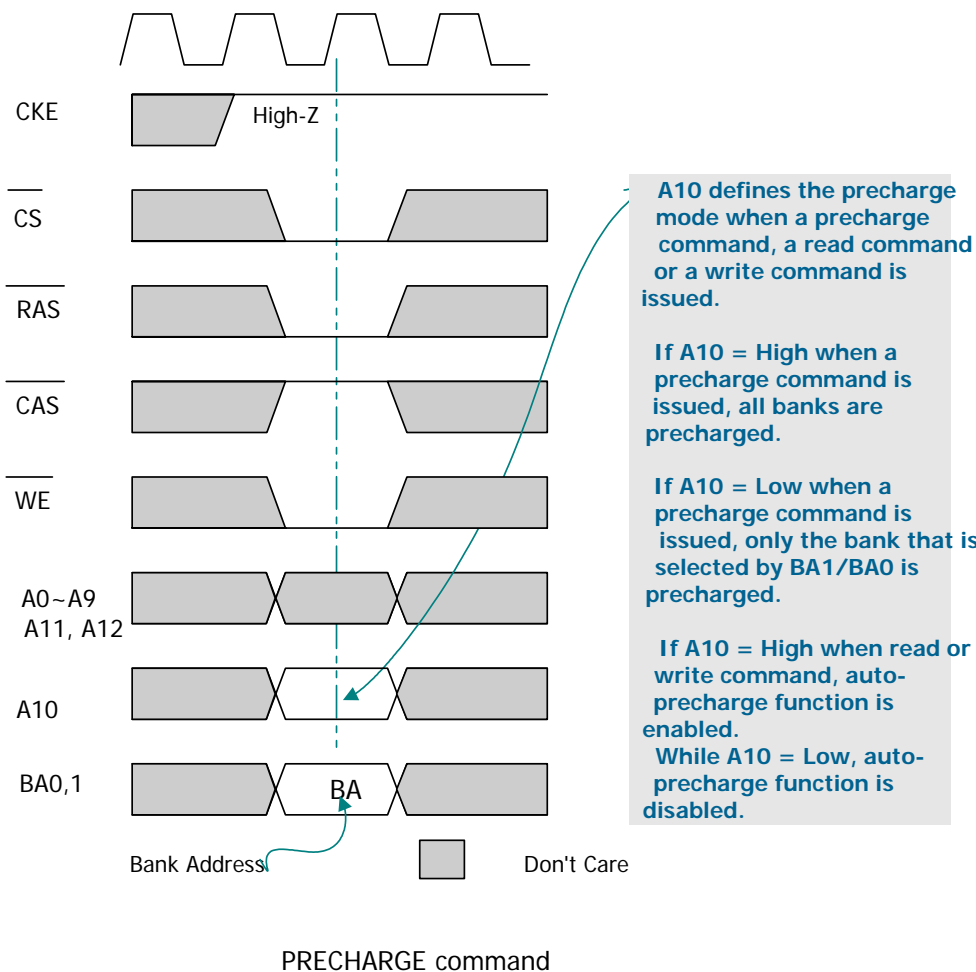 CKE
High-Z
CS
RAS
CAS
WE
A0~A9
A11, A12
A10
BA0,1
BA
Bank Address
Don't Care
A10 defines the precharge
mode when a precharge
command, a read command
or a write command is
issued.
If A10 = High when a
precharge command is
issued, all banks are
precharged.
If A10 = Low when a
precharge command is
issued, only the bank that is
selected by BA1/BA0 is
precharged.
If A10 = High when read or
write command, auto-
precharge function is
enabled.
While A10 = Low, auto-
precharge function is
disabled.
PRECHARGE command